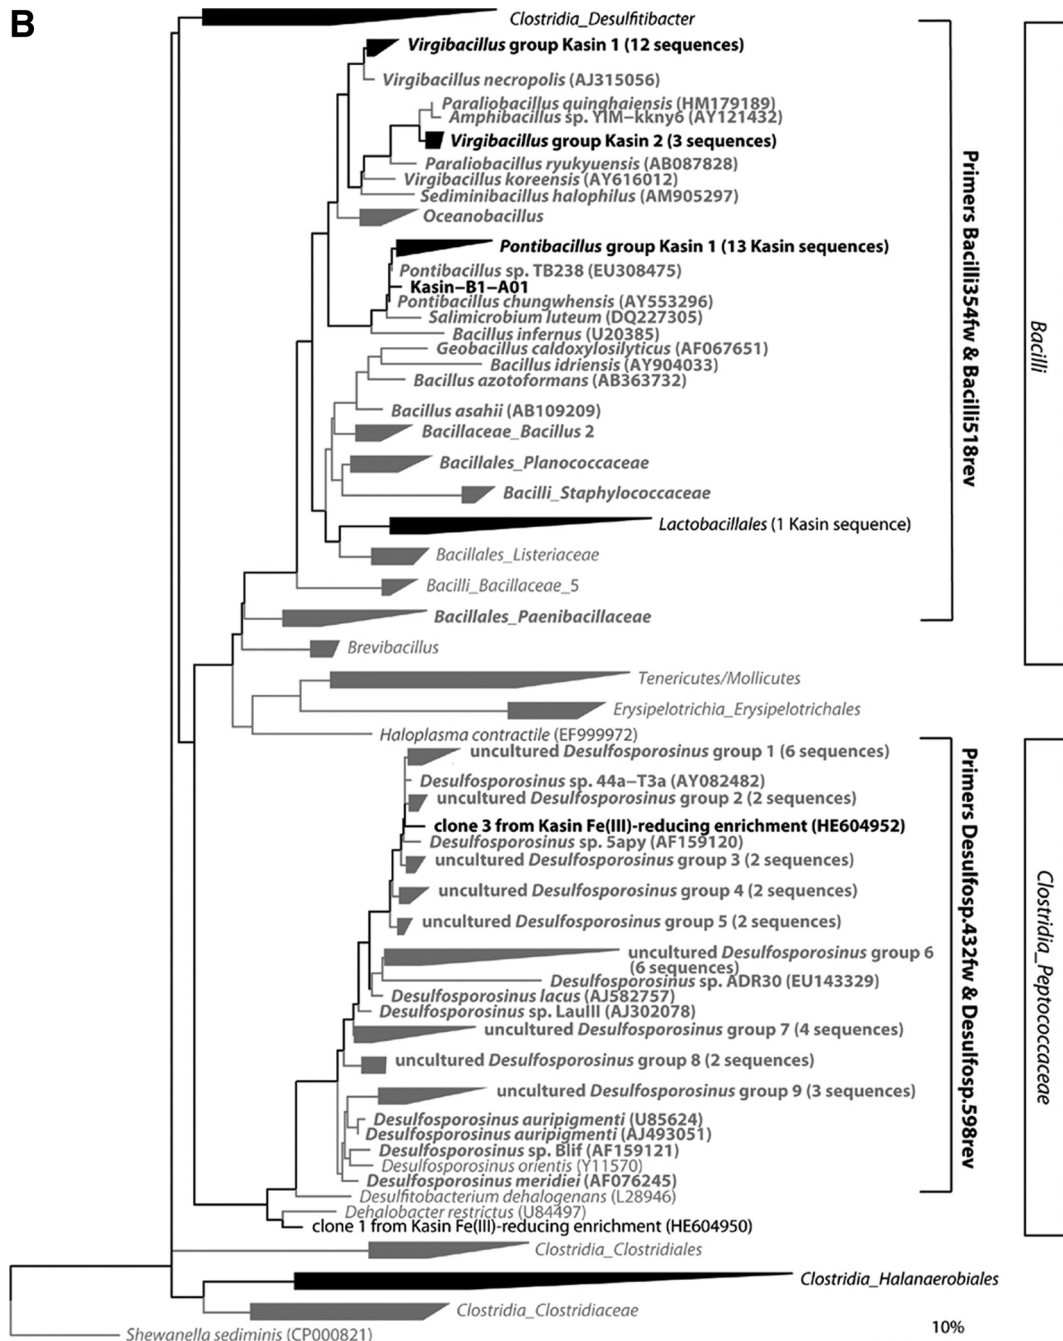 B
Clostridia_Desulfitibacter
Virgibacillus group Kasin 1 (12 sequences)
Virgibacillus necropolis (AJ315056)
Paraliobacillus quinghaiensis (HM179189)
Amphibacillus sp. YIM–kkny6 (AY121432)
Virgibacillus group Kasin 2 (3 sequences)
Paraliobacillus ryukyuensis (AB087828)
Virgibacillus koreensis (AY616012)
Sediminibacillus halophilus (AM905297)
Oceanobacillus
Pontibacillus group Kasin 1 (13 Kasin sequences)
Pontibacillus sp. TB238 (EU308475)
Kasin–B1–A01
Pontibacillus chungwhensis (AY553296)
Salimicrobium luteum (DQ227305)
Bacillus infernus (U20385)
Geobacillus caldoxylosilyticus (AF067651)
Bacillus idriensis (AY904033)
Bacillus azotoformans (AB363732)
Bacillus asahii (AB109209)
Bacillaceae_Bacillus 2
Bacillales_Planococcaceae
Bacilli_Staphylococcaceae
Lactobacillales (1 Kasin sequence)
Bacillales_Listeriaceae
Bacilli_Bacillaceae_5
Bacillales_Paenibacillaceae
Brevibacillus
Primers Bacilli354fw & Bacilli518rev
Bacilli
Tenericutes/Mollicutes
Erysipelotrichia_Erysipelotrichales
Haloplasma contractile (EF999972)
uncultured Desulfosporosinus group 1 (6 sequences)
Desulfosporosinus sp. 44a–T3a (AY082482)
uncultured Desulfosporosinus group 2 (2 sequences)
clone 3 from Kasin Fe(III)-reducing enrichment (HE604952)
Desulfosporosinus sp. 5apy (AF159120)
uncultured Desulfosporosinus group 3 (2 sequences)
uncultured Desulfosporosinus group 4 (2 sequences)
uncultured Desulfosporosinus group 5 (2 sequences)
uncultured Desulfosporosinus group 6
(6 sequences)
Desulfosporosinus sp. ADR30 (EU143329)
Desulfosporosinus lacus (AJ582757)
Desulfosporosinus sp. LauIII (AJ302078)
uncultured Desulfosporosinus group 7 (4 sequences)
uncultured Desulfosporosinus group 8 (2 sequences)
uncultured Desulfosporosinus group 9 (3 sequences)
Desulfosporosinus auripigmenti (U85624)
Desulfosporosinus auripigmenti (AJ493051)
Desulfosporosinus sp. Blif (AF159121)
Desulfosporosinus orientis (Y11570)
Desulfosporosinus meridiei (AF076245)
Desulfitobacterium dehalogenans (L28946)
Dehalobacter restrictus (U84497)
clone 1 from Kasin Fe(III)-reducing enrichment (HE604950)
Primers Desulfosp.432fw & Desulfosp.598rev
Clostridia_Peptococcaceae
Clostridia_Clostridiales
Clostridia_Halanaerobiales
Clostridia_Clostridiaceae
Shewanella sediminis (CP000821)
10%